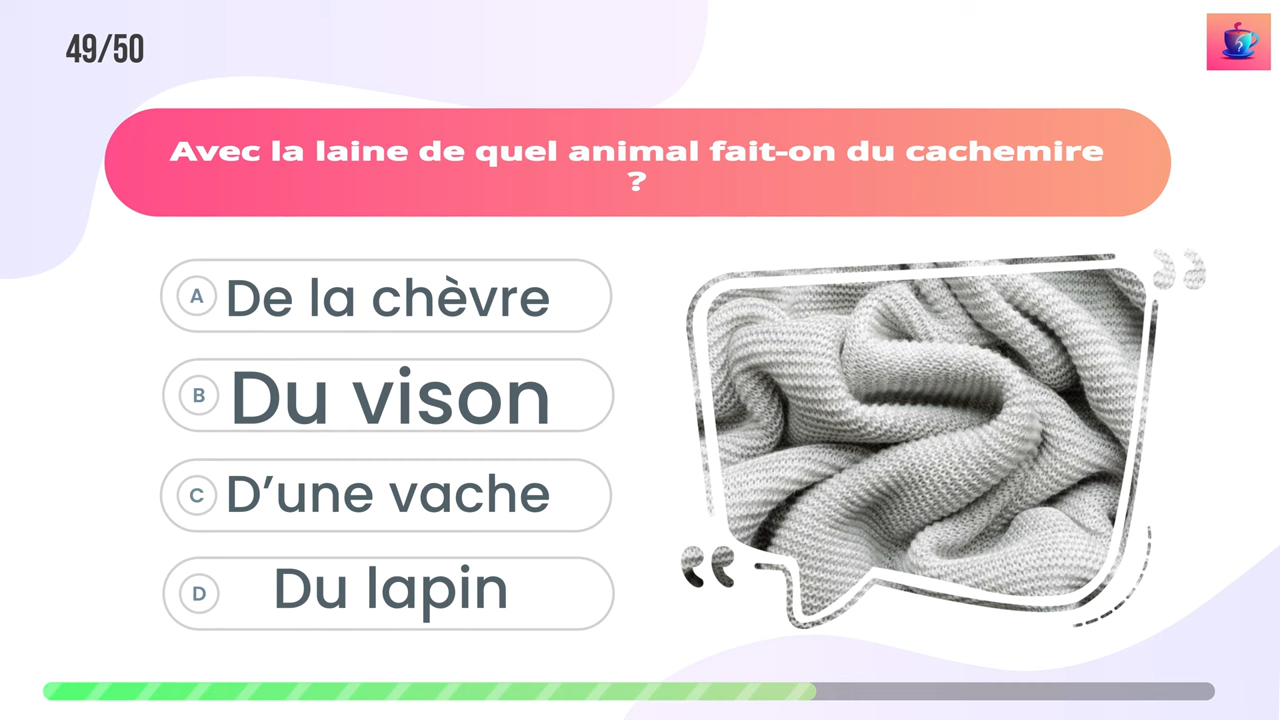 49/50
Avec la laine de quel animal fait-on du cachemire
?
A De la chèvre
B Du vison
C D’une vache
D Du lapin